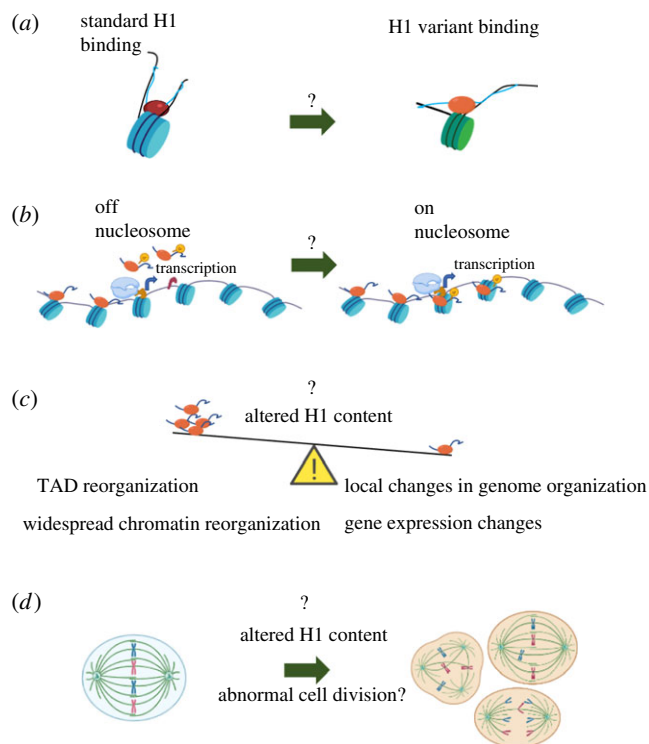 (a)
standard H1
binding
H1 variant binding
?
(b)
off
nucleosome
on
nucleosome
?
transcription
transcription
?
(c)
altered H1 content
!
TAD reorganization
local changes in genome organization
widespread chromatin reorganization
gene expression changes
(d)
?
altered H1 content
abnormal cell division?